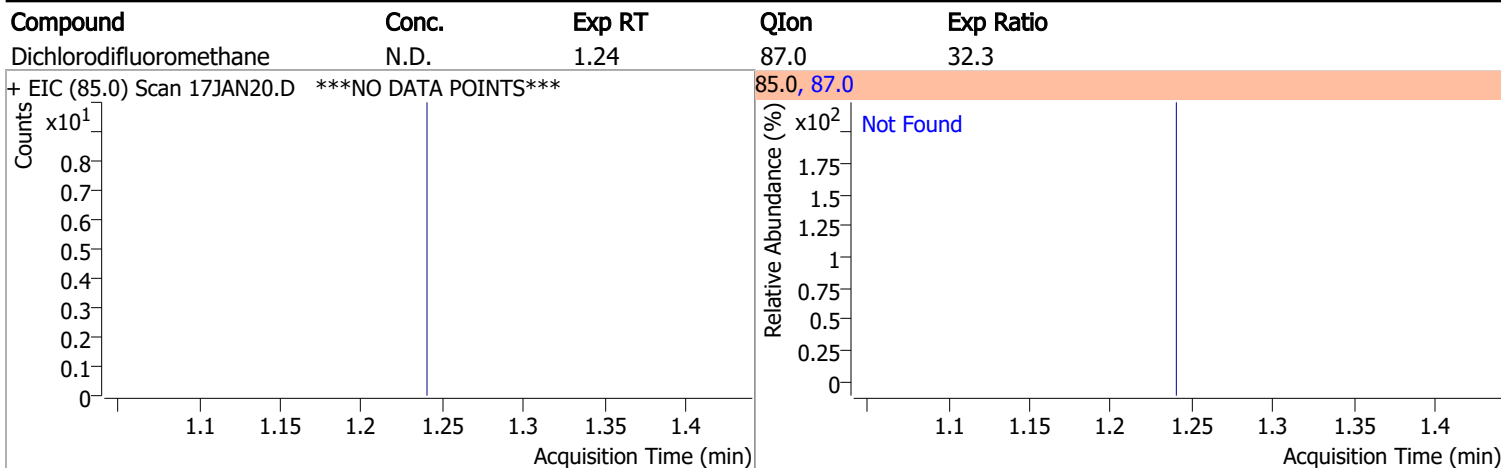 Compound Conc. Exp RT QIon Exp Ratio
Dichlorodifluoromethane N.D. 1.24 87.0 32.3
+ EIC (85.0) Scan 17JAN20.D ***NO DATA POINTS***
Counts
x10¹
0.8
0.7
0.6
0.5
0.4
0.3
0.2
0.1
0
1.1 1.15 1.2 1.25 1.3 1.35 1.4
Acquisition Time (min)
85.0, 87.0
Relative Abundance (%)
x10²
Not Found
1.75
1.5
1.25
1
0.75
0.5
0.25
0
1.1 1.15 1.2 1.25 1.3 1.35 1.4
Acquisition Time (min)